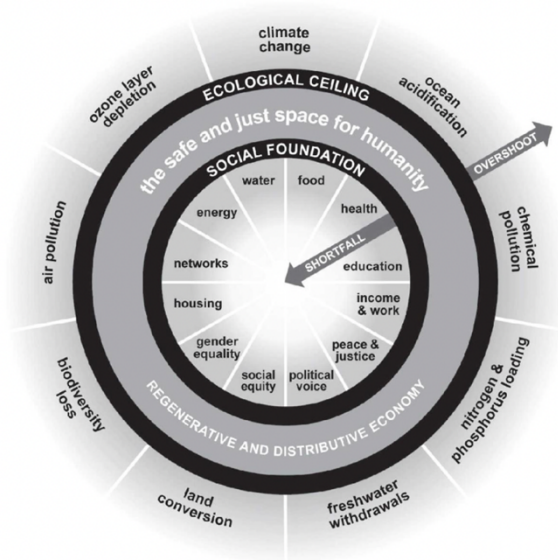 climate
change
ocean
acidification
chemical
pollution
nitrogen &
phosphorus loading
freshwater
withdrawals
land
conversion
biodiversity
loss
air pollution
ozone layer
depletion
ECOLOGICAL CEILING
the safe and just space for humanity
SOCIAL FOUNDATION
OVERSHOOT
SHORTFALL
water
food
health
education
income
& work
peace &
justice
political
voice
social
equity
gender
equality
housing
networks
energy
REGENERATIVE AND DISTRIBUTIVE ECONOMY